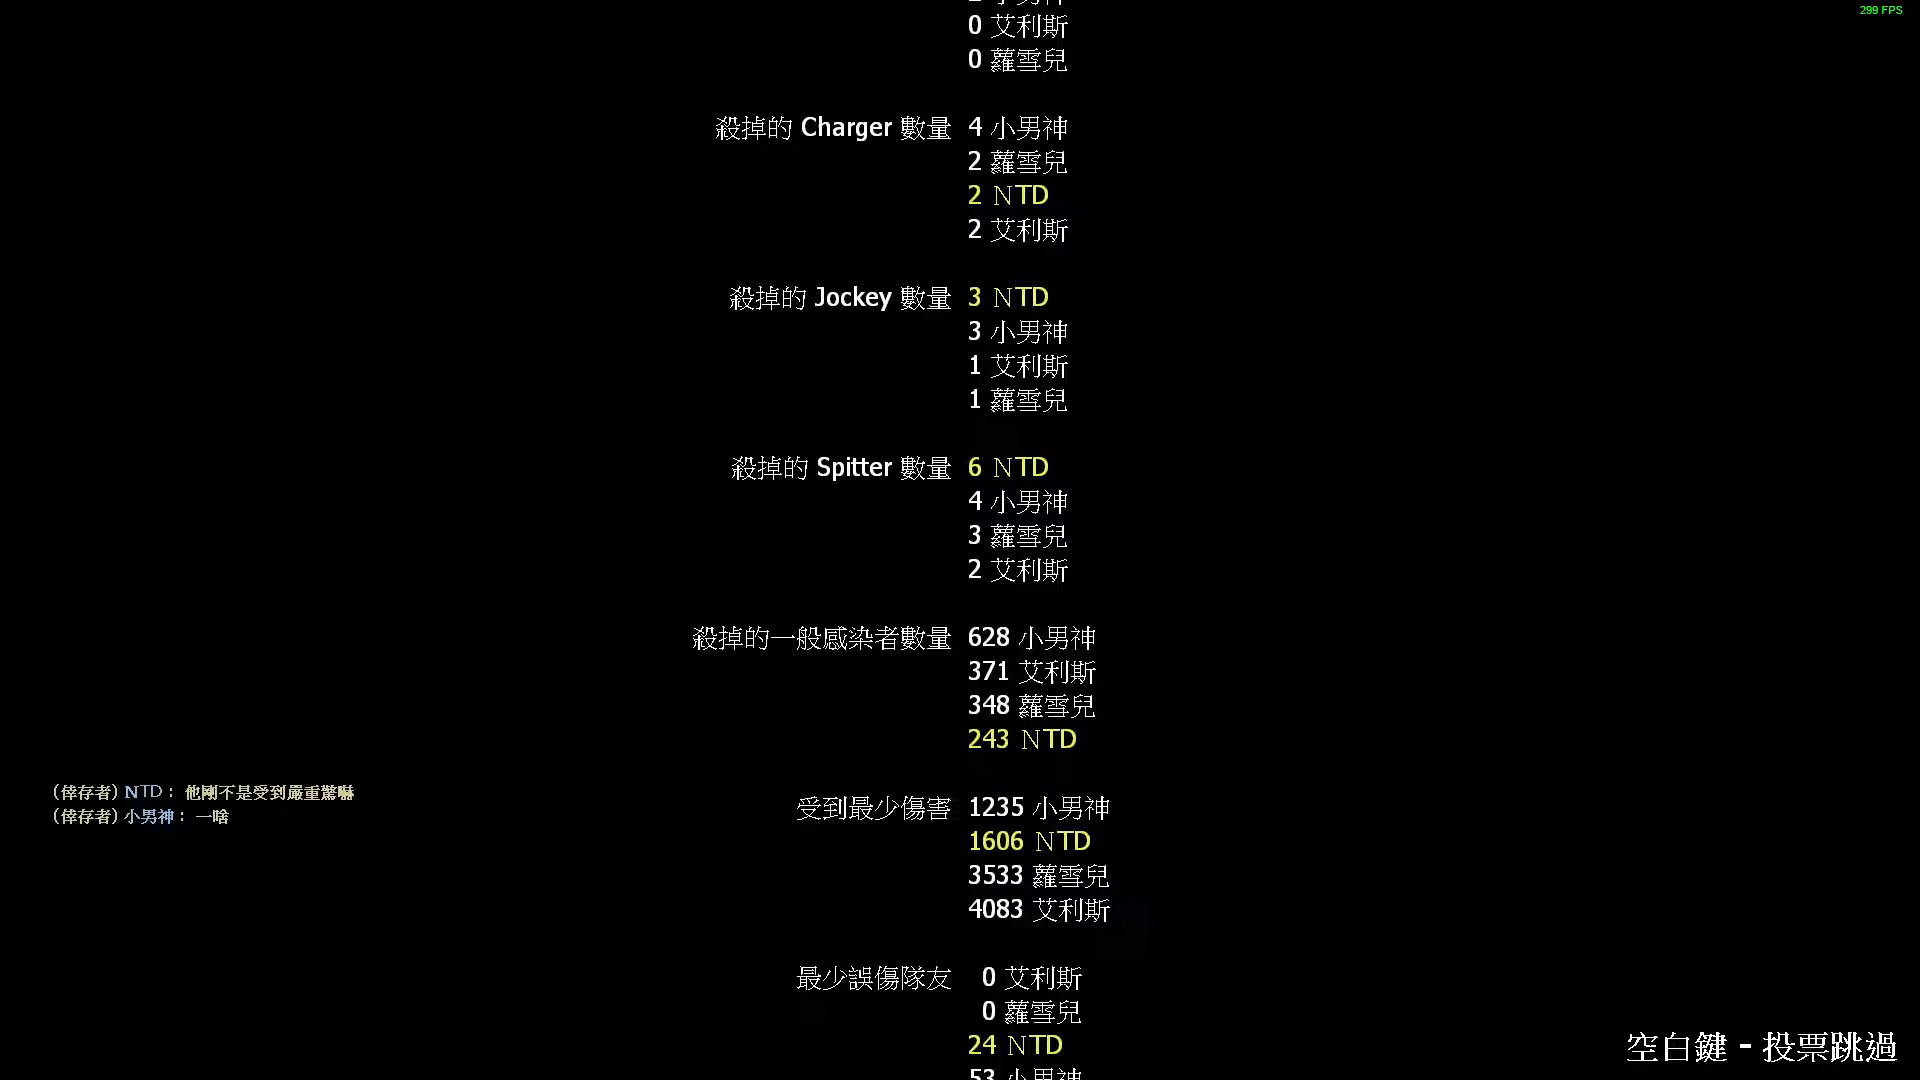 299 FPS
0 艾利斯
0 蘿雪兒
殺掉的 Charger 數量 4 小男神
2 蘿雪兒
2 NTD
2 艾利斯
殺掉的 Jockey 數量 3 NTD
3 小男神
1 艾利斯
1 蘿雪兒
殺掉的 Spitter 數量 6 NTD
4 小男神
3 蘿雪兒
2 艾利斯
殺掉的一般感染者數量 628 小男神
371 艾利斯
348 蘿雪兒
243 NTD
(倖存者) NTD： 他剛不是受到嚴重驚嚇
(倖存者) 小男神： 一啥
受到最少傷害 1235 小男神
1606 NTD
3533 蘿雪兒
4083 艾利斯
最少誤傷隊友 0 艾利斯
0 蘿雪兒
24 NTD
53 小男神
空白鍵 - 投票跳過